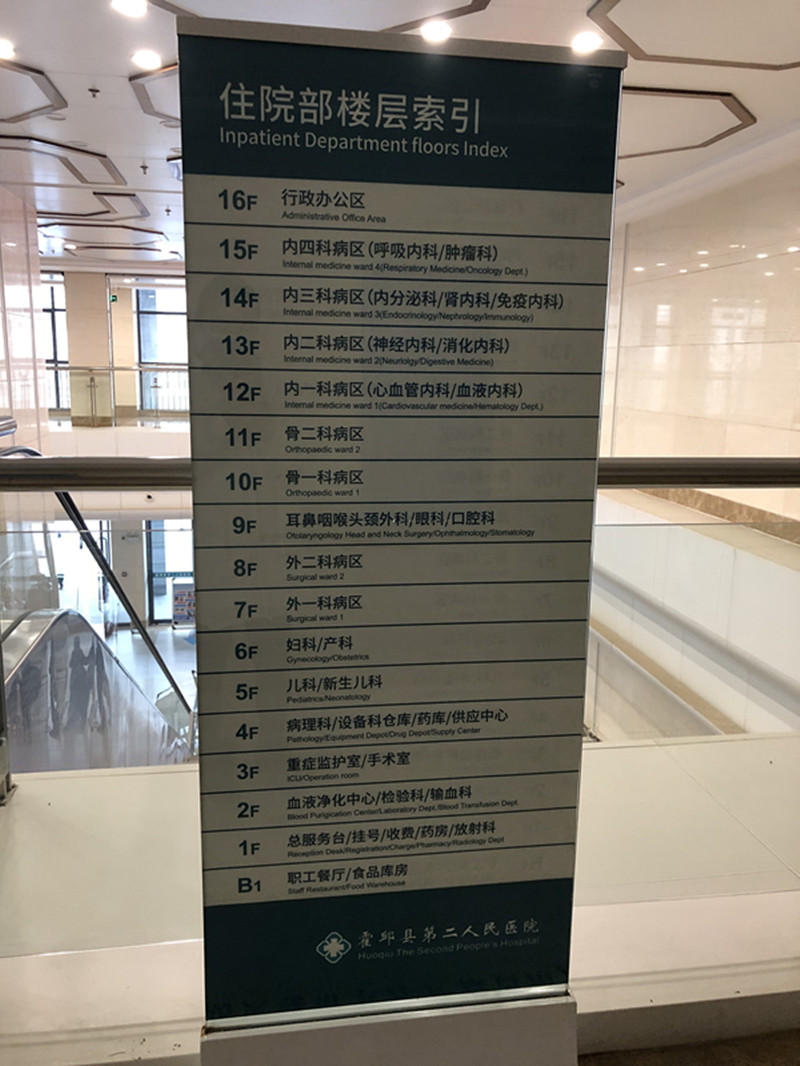 住院部楼层索引
Inpatient Department floors Index
16F 行政办公区
Administrative Office Area
15F 内四科病区(呼吸内科/肿瘤科)
Internal medicine ward 4(Respiratory Medicine/Oncology Dept.)
14F 内三科病区(内分泌科/肾内科/免疫内科)
Internal medicine ward 3(Endocrinology/Nephrology/Immunology)
13F 内二科病区(神经内科/消化内科)
Internal medicine ward 2(Neurlolgy/Digestive Medicine)
12F 内一科病区(心血管内科/血液内科)
Internal medicine ward 1(Cardiovascular medicine/Hematology Dept.)
11F 骨二科病区
Orthopaedic ward 2
10F 骨一科病区
Orthopaedic ward 1
9F 耳鼻咽喉头颈外科/眼科/口腔科
Otolaryngology Head and Neck Surgery/Ophthalmology/Stomatology
8F 外二科病区
Surgical ward 2
7F 外一科病区
Surgical ward 1
6F 妇科/产科
Gynecology/Obstetrics
5F 儿科/新生儿科
Pediatrics/Neonatology
4F 病理科/设备科仓库/药库/供应中心
Pathology/Equipment Depot/Drug Depot/Supply Center
3F 重症监护室/手术室
ICU/Operation room
2F 血液净化中心/检验科/输血科
Blood Purigication Center/Laboratory Dept./Blood Transfusion Dept.
1F 总服务台/挂号/收费/药房/放射科
Reception Desk/Registration/Charge/Pharmacy/Radiology Dept
B1 职工餐厅/食品库房
Staff Restaurant/Food Warehouse
霍邱县第二人民医院
Huoqiu The Second People's Hospital